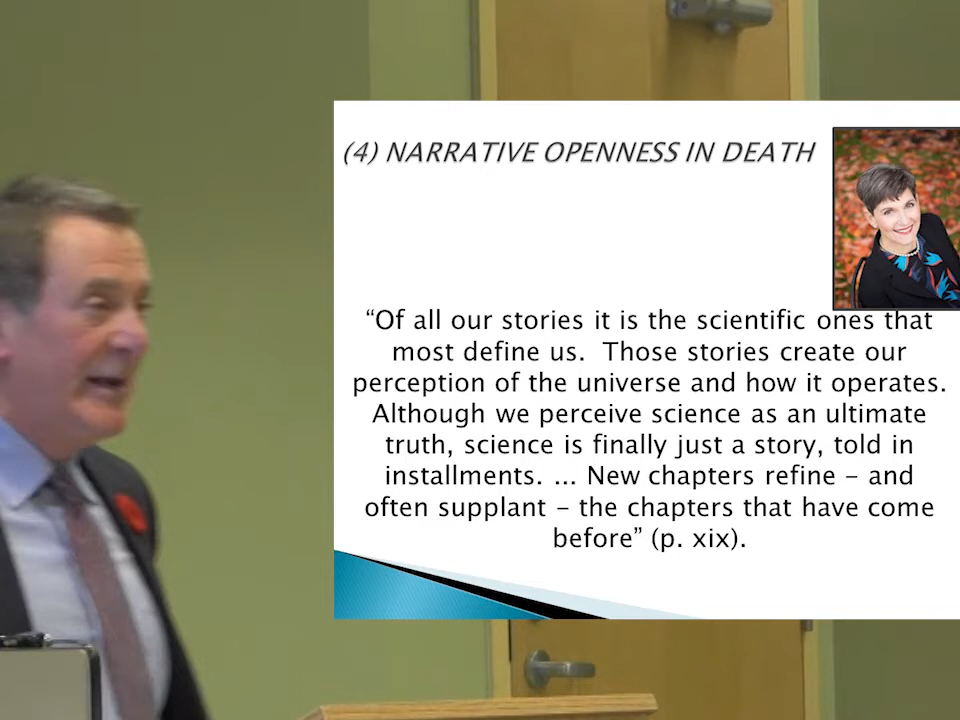 (4) NARRATIVE OPENNESS IN DEATH
“Of all our stories it is the scientific ones that
most define us.  Those stories create our
perception of the universe and how it operates.
Although we perceive science as an ultimate
truth, science is finally just a story, told in
installments. ... New chapters refine – and
often supplant – the chapters that have come
before” (p. xix).